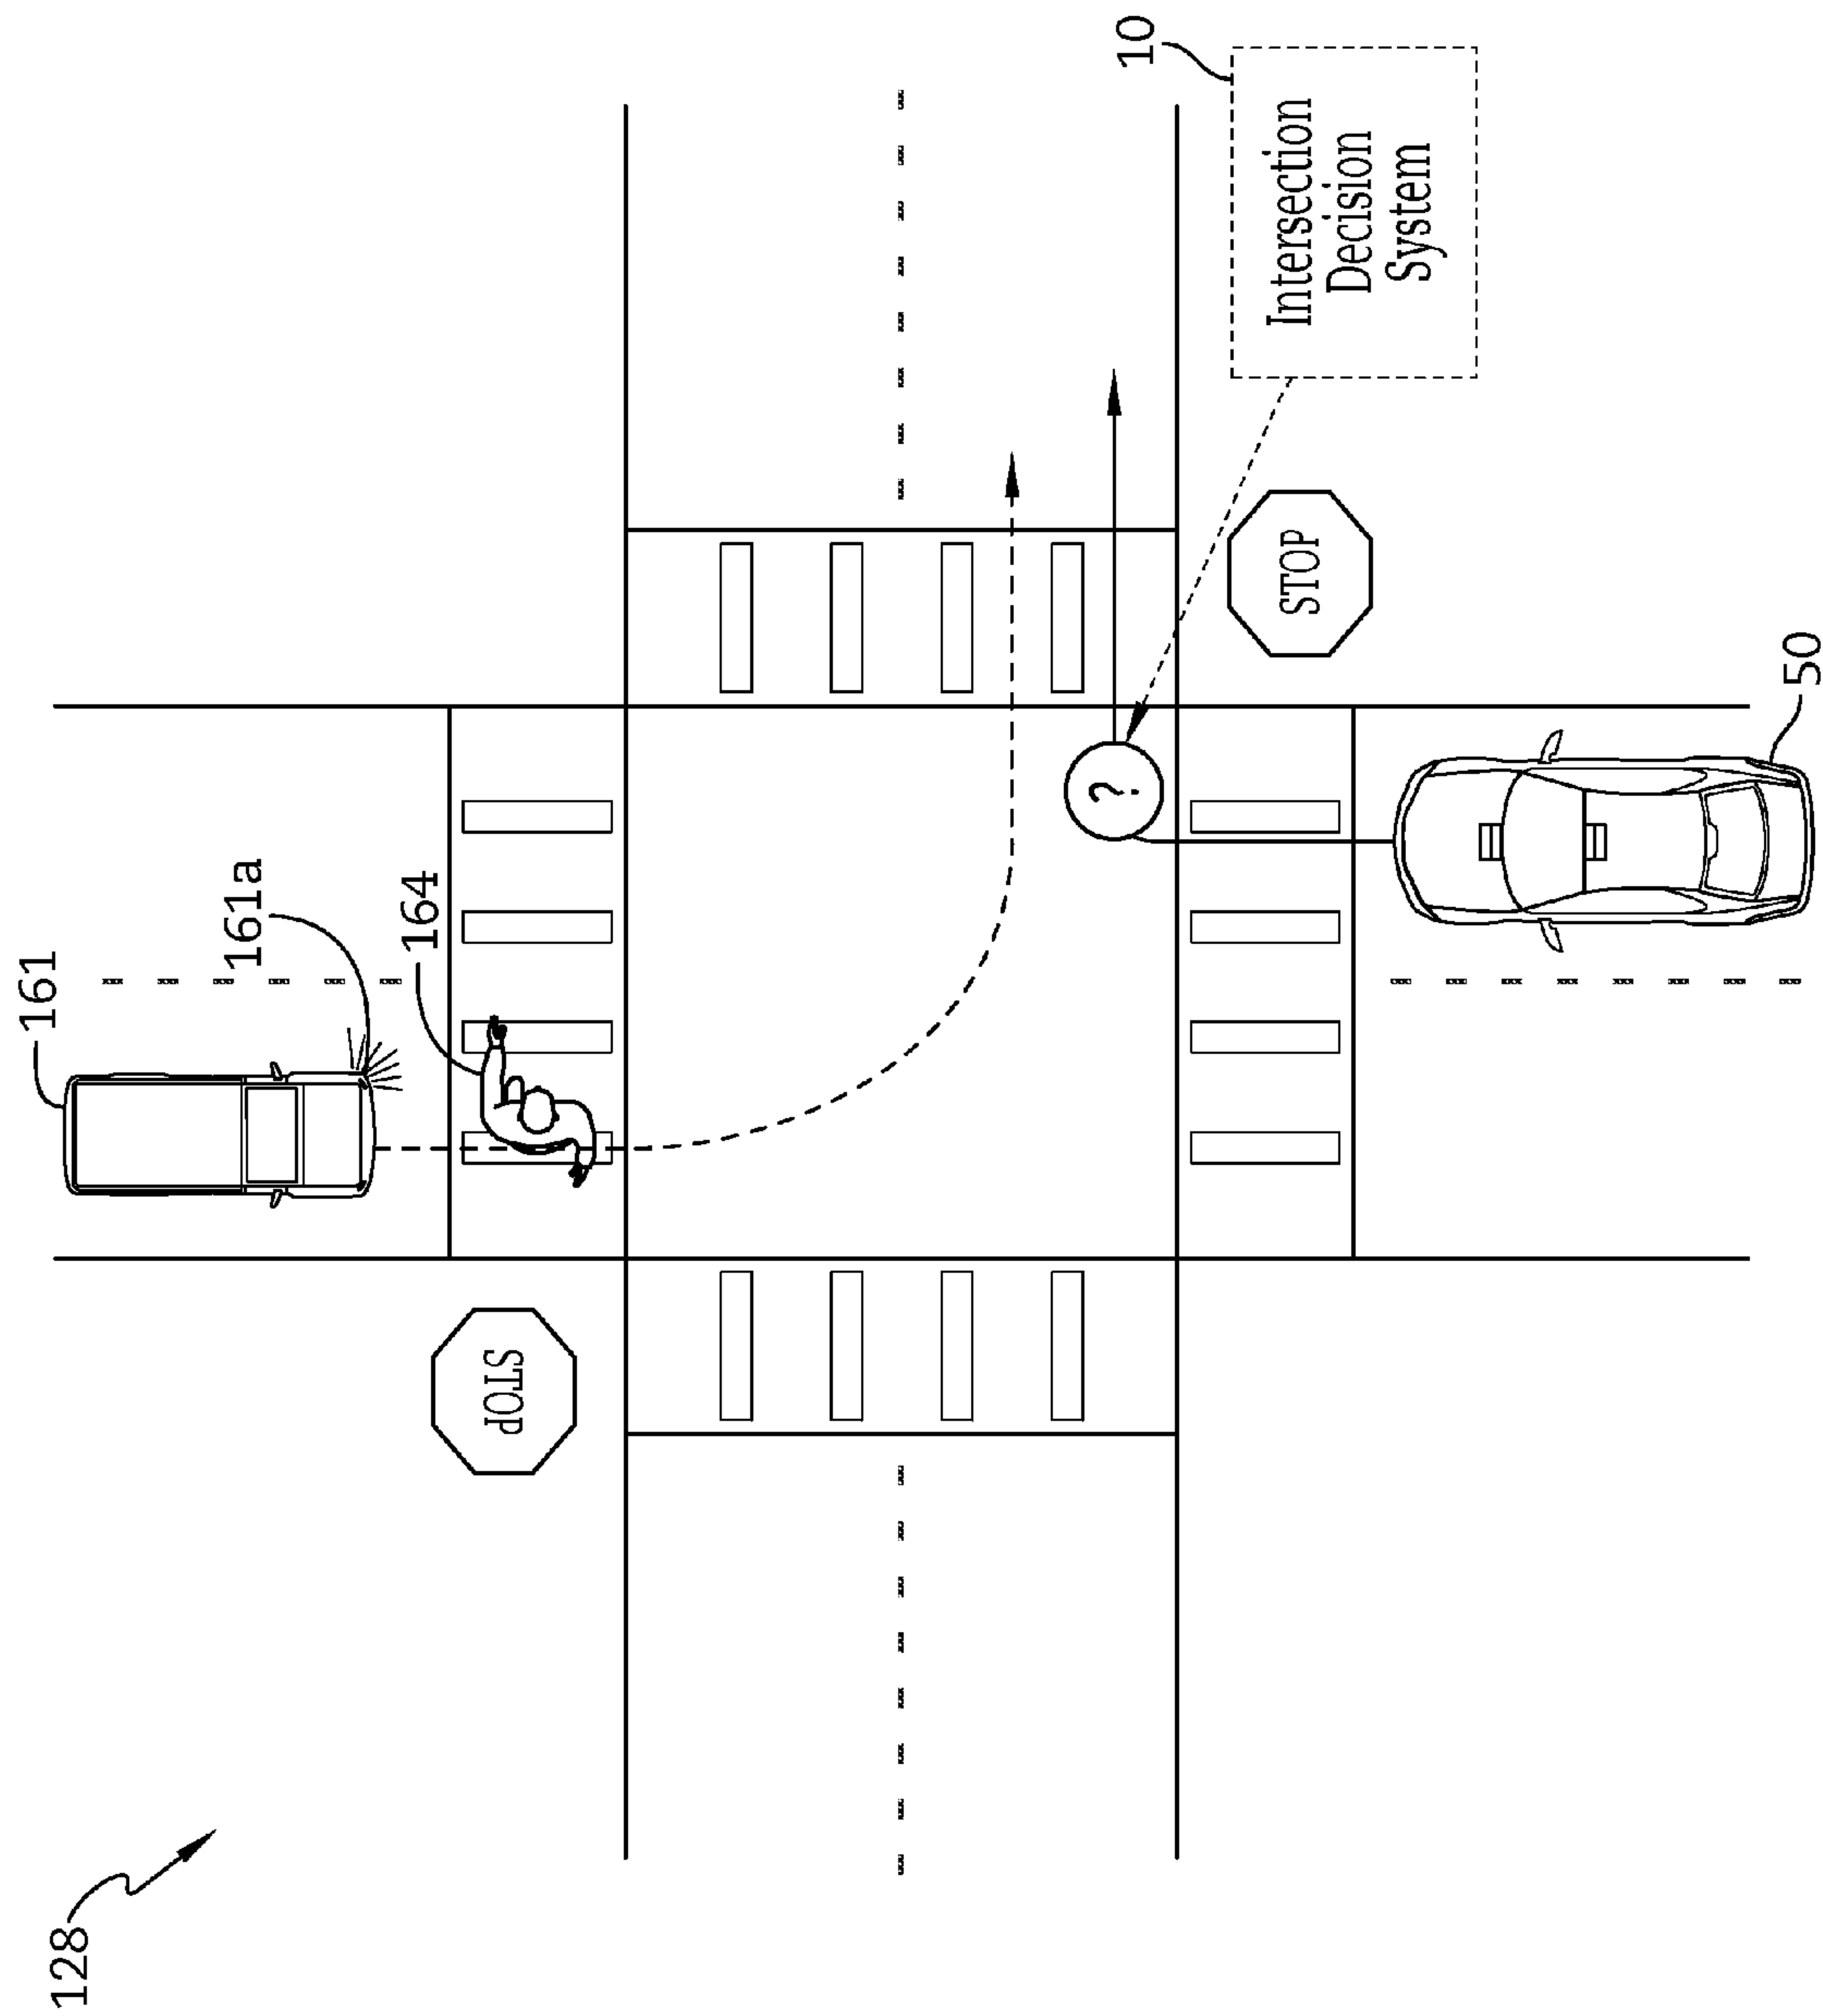 128
161
161a
164
STOP
10
Intersection
Decision
System
?
STOP
50